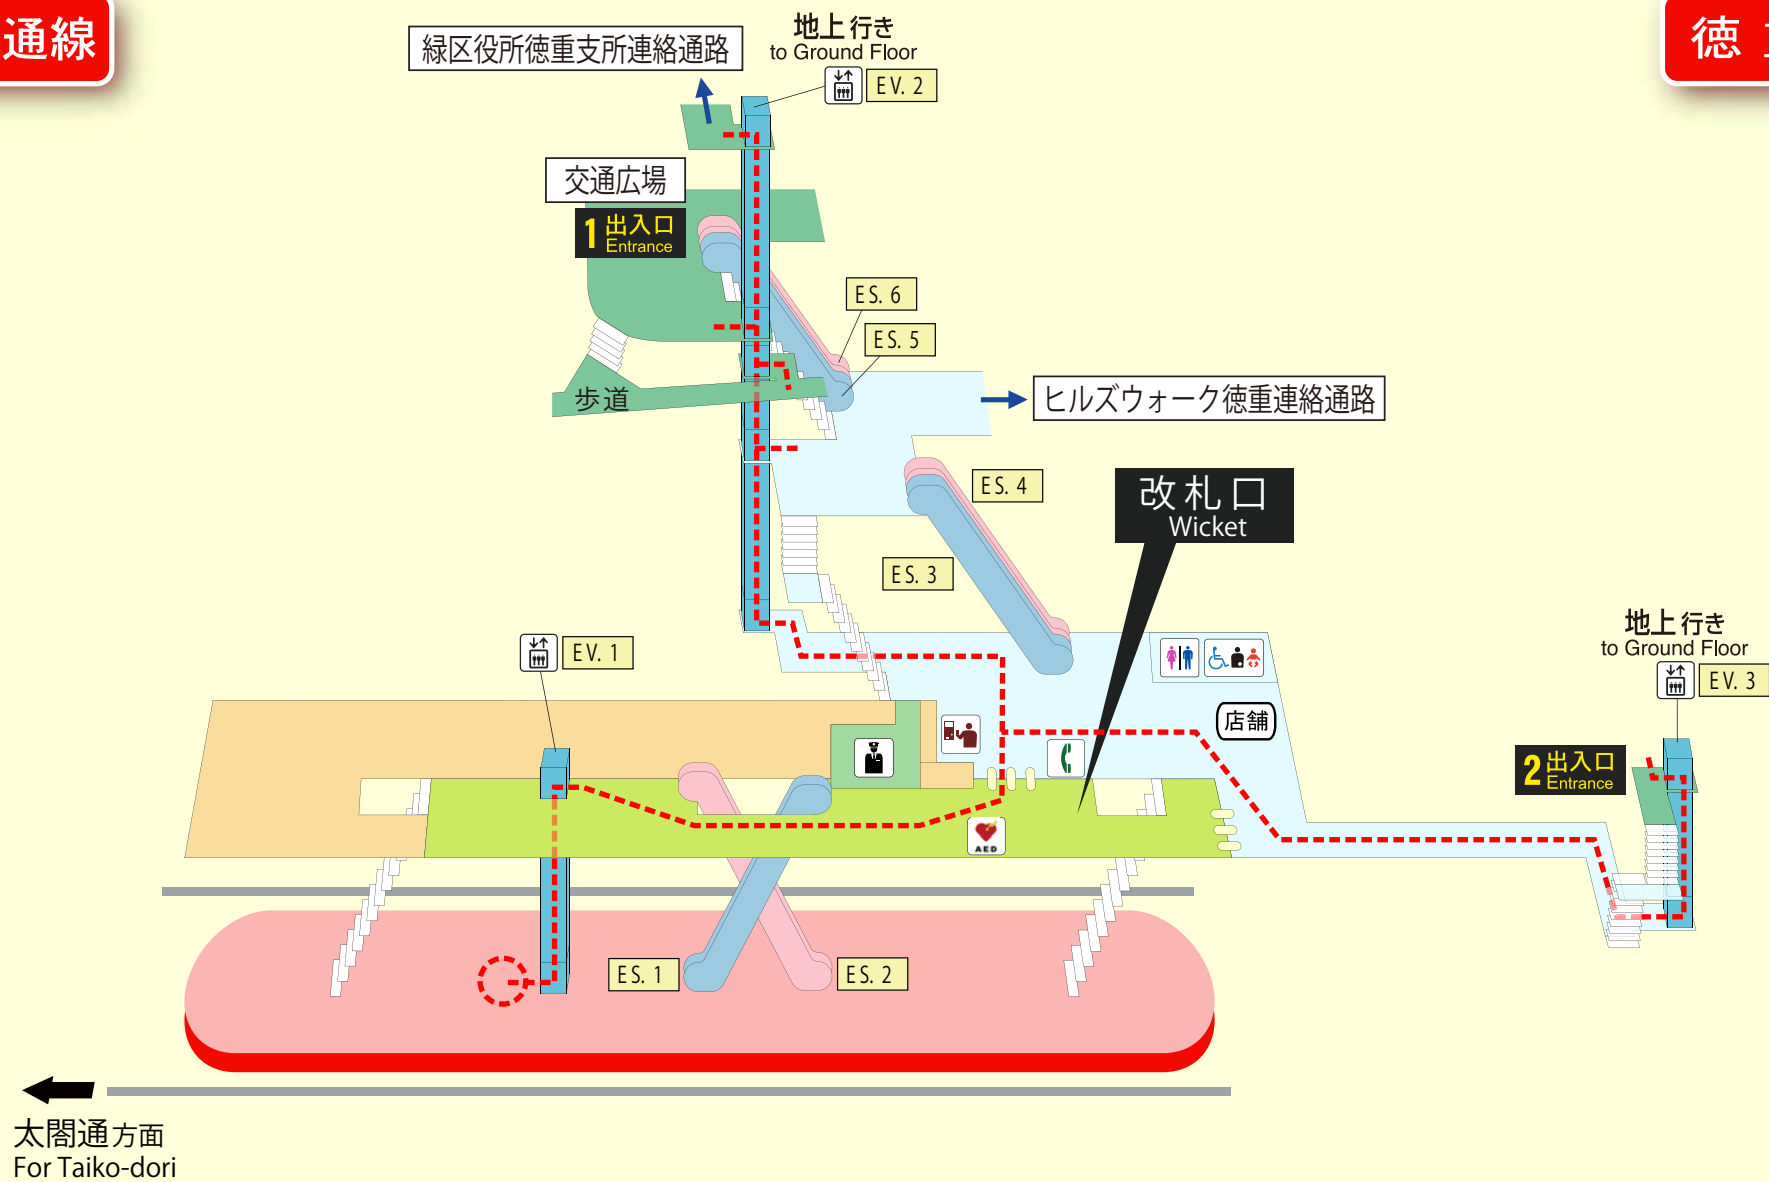 通線
徳
緑区役所徳重支所連絡通路
地上行き
to Ground Floor
EV. 2
交通広場
1 出入口
Entrance
ES. 6
ES. 5
歩道
ヒルズウォーク徳重連絡通路
ES. 4
改札口
Wicket
ES. 3
地上行き
to Ground Floor
EV. 3
EV. 1
店舗
2 出入口
Entrance
AED
ES. 1
ES. 2
太閤通方面
For Taiko-dori